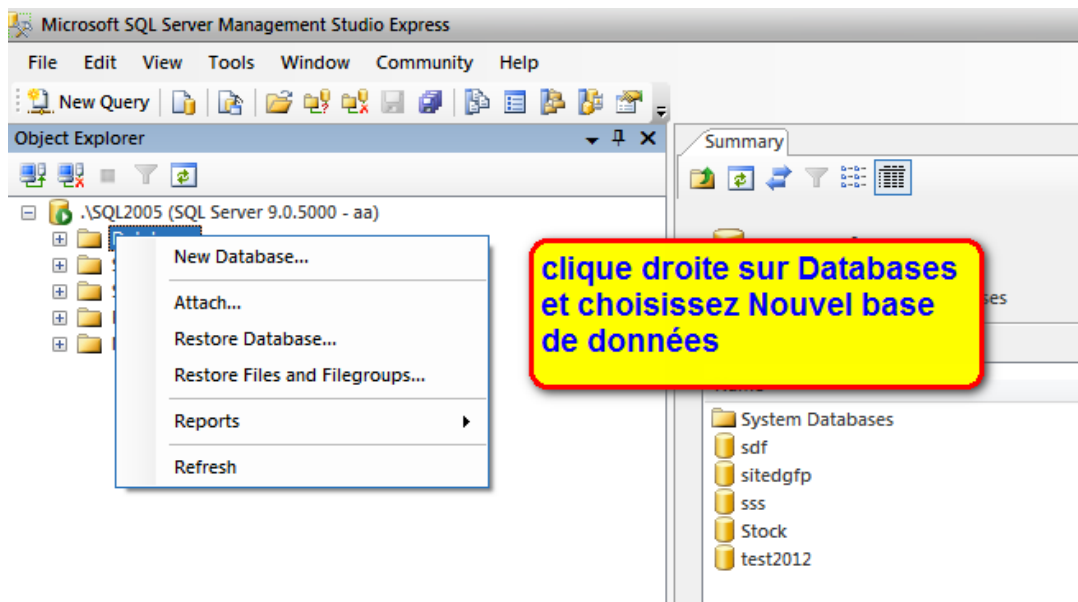 Microsoft SQL Server Management Studio Express
File Edit View Tools Window Community Help
New Query
Object Explorer
Summary
.\SQL2005 (SQL Server 9.0.5000 - aa)
New Database...
Attach...
Restore Database...
Restore Files and Filegroups...
Reports
Refresh
clique droite sur Databases
et choisissez Nouvel base
de données
Name
System Databases
sdf
sitedgfp
sss
Stock
test2012